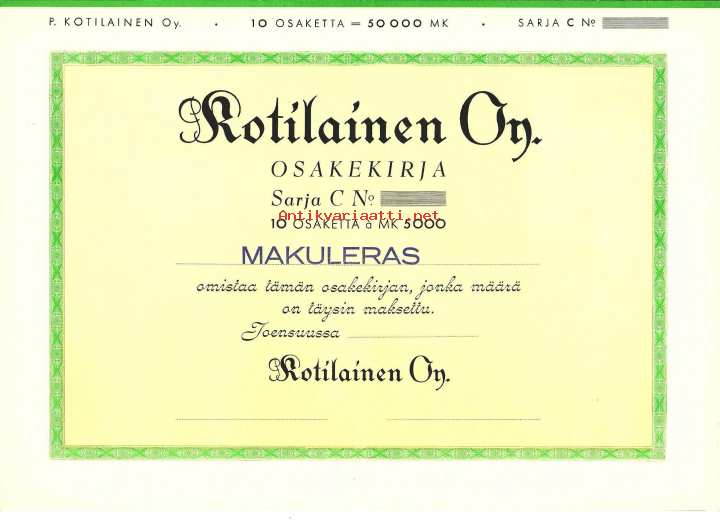 P. KOTILAINEN Oy. • 10 OSAKETTA = 50 000 MK • SARJA C No
P. Kotilainen Oy.
OSAKEKIRJA
Sarja C No
Antikvariaatti.net
10 OSAKETTA à MK 5000
MAKULERAS
omistaa tämän osakekirjan, jonka määrä
on täysin maksettu.
Joensuussa
P. Kotilainen Oy.